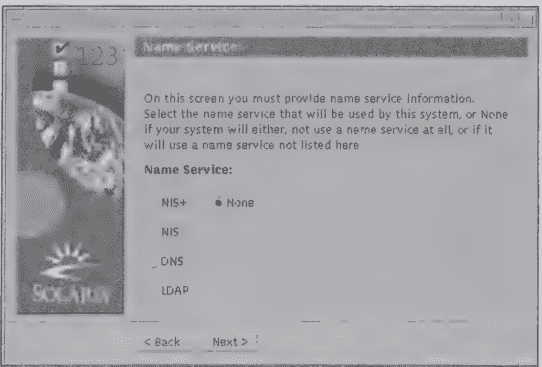 123
Name Service
On this screen you must provide name service information.
Select the name service that will be used by this system, or None
if your system will either, not use a name service at all, or if it
will use a name service not listed here
Name Service:
NIS+ None
NIS
DNS
LDAP
SOLARIS
< Back Next >